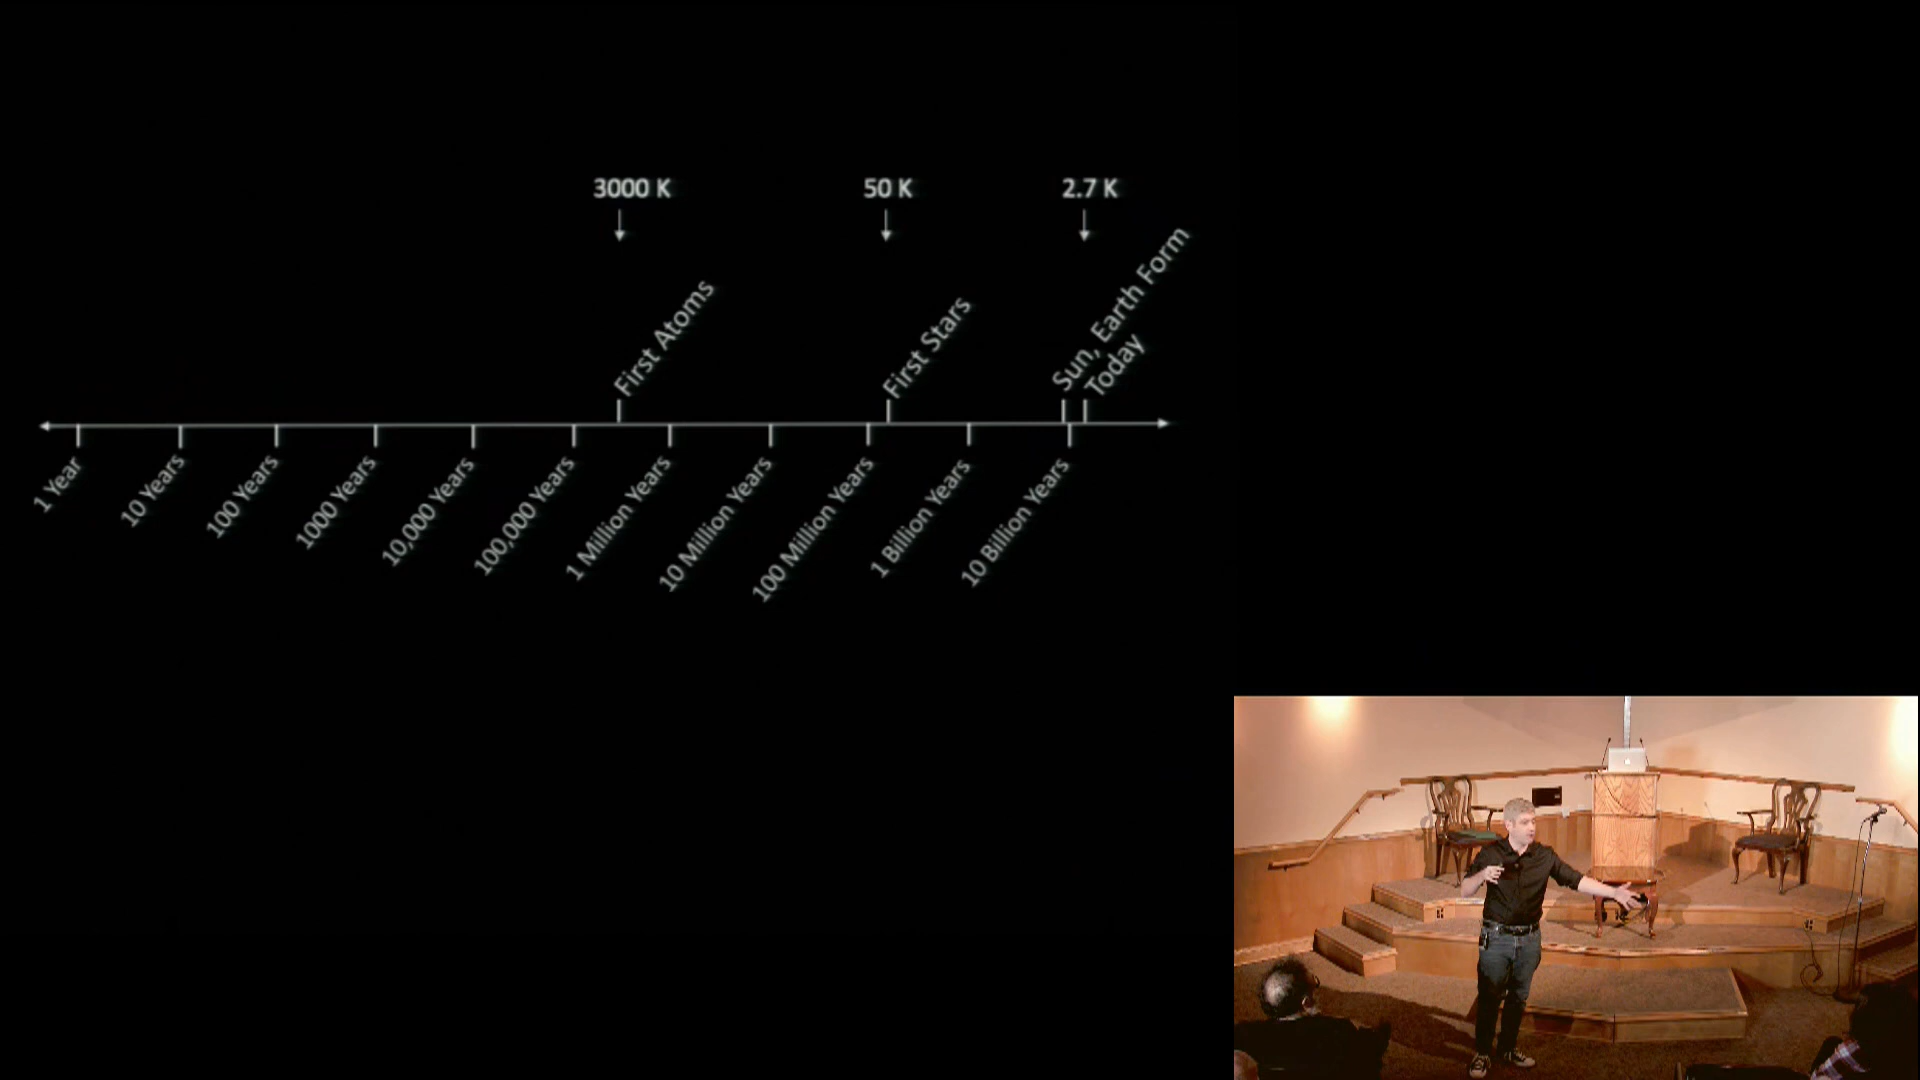 3000 K
50 K
2.7 K
First Atoms
First Stars
Sun, Earth Form
Today
1 Year
10 Years
100 Years
1000 Years
10,000 Years
100,000 Years
1 Million Years
10 Million Years
100 Million Years
1 Billion Years
10 Billion Years